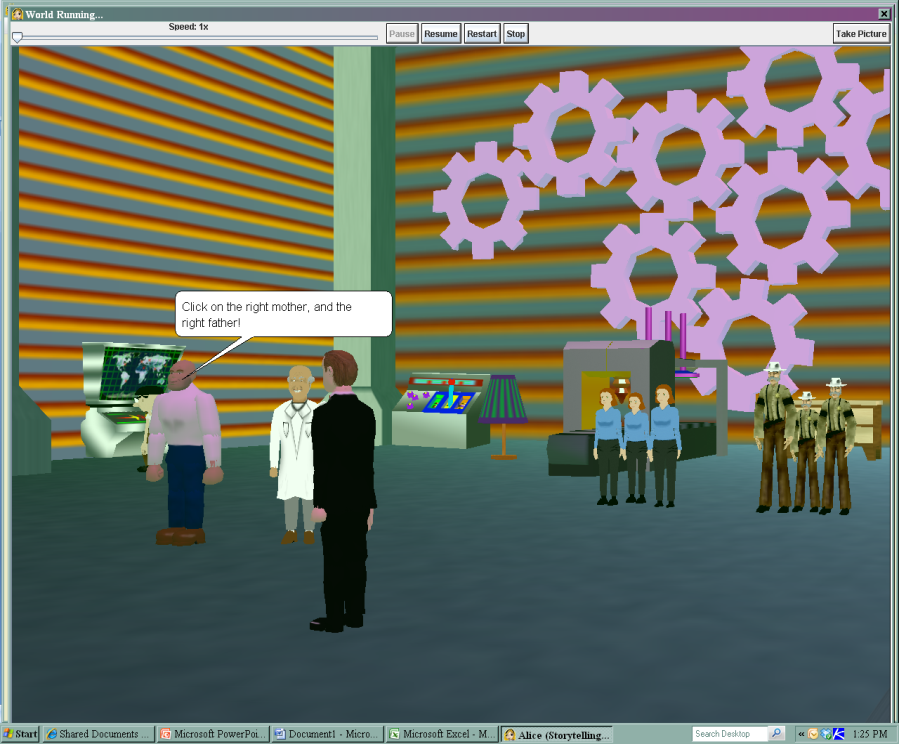 World Running...
Speed: 1x
Pause Resume Restart Stop Take Picture
Click on the right mother, and the
right father!
Start Shared Documents ... Microsoft PowerPoi... Document1 - Micro... Microsoft Excel - M... Alice (Storytelling... Search Desktop « 1:25 PM